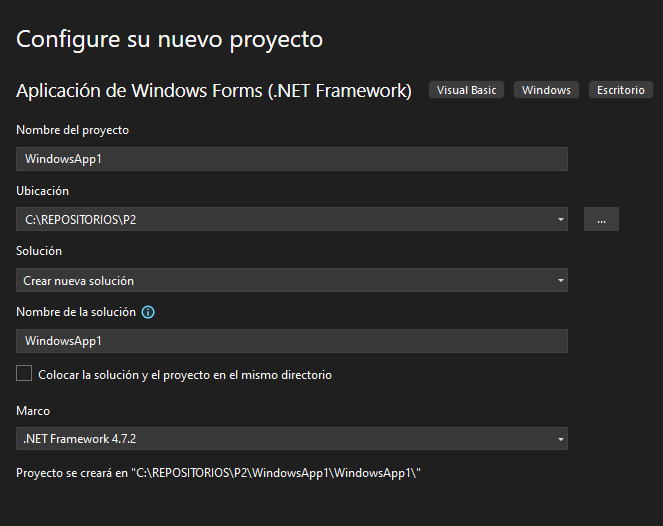 Configure su nuevo proyecto
Aplicación de Windows Forms (.NET Framework) Visual Basic Windows Escritorio
Nombre del proyecto
WindowsApp1
Ubicación
C:\REPOSITORIOS\P2 ...
Solución
Crear nueva solución
Nombre de la solución
WindowsApp1
Colocar la solución y el proyecto en el mismo directorio
Marco
.NET Framework 4.7.2
Proyecto se creará en "C:\REPOSITORIOS\P2\WindowsApp1\WindowsApp1\"